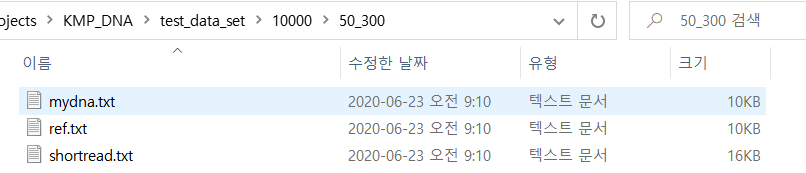 ojects > KMP_DNA > test_data_set > 10000 > 50_300 50_300 검색
이름 수정한 날짜 유형 크기
mydna.txt 2020-06-23 오전 9:10 텍스트 문서 10KB
ref.txt 2020-06-23 오전 9:10 텍스트 문서 10KB
shortread.txt 2020-06-23 오전 9:10 텍스트 문서 16KB